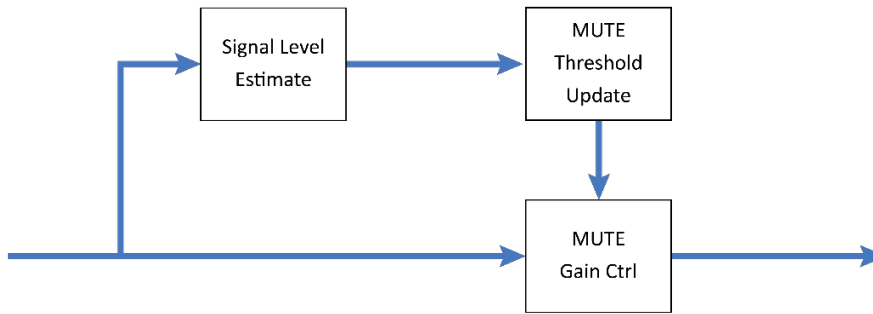 Signal Level
Estimate
MUTE
Threshold
Update
MUTE
Gain Ctrl